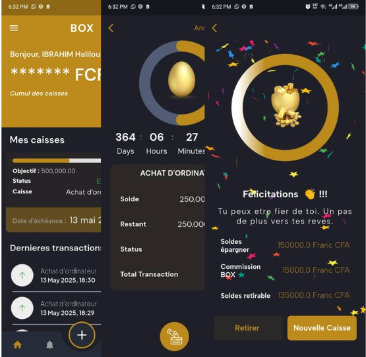 6:32 PM
BOX
Bonjour, IBRAHIM Halilou
******* FCF
Cumul des caisses
Mes caisses
Objectif : 500,000.00
Status
Caisse
Achat d'or
Date d'échéance : 13 mai 2
Dernieres transactions
Achat d'ordinateur
13 May 2025, 18:30
Achat d'ordinateur
13 May 2025, 18:29
6:32 PM
364 : 06 : 27
Days Hours Minutes
ACHAT D'ORDINA
Solde 250,00
Restant 250,00
Status
Total Transaction
6:32 PM
Félicitations 👏 !!!
Tu peux etre fier de toi. Un pas
de plus vers tes reves.
Soldes
épargner
150000.0 Franc CFA
Commission
BOX
15000.0 Franc CFA
Soldes retirable
135000.0 Franc CFA
Retirer
Nouvelle Caisse